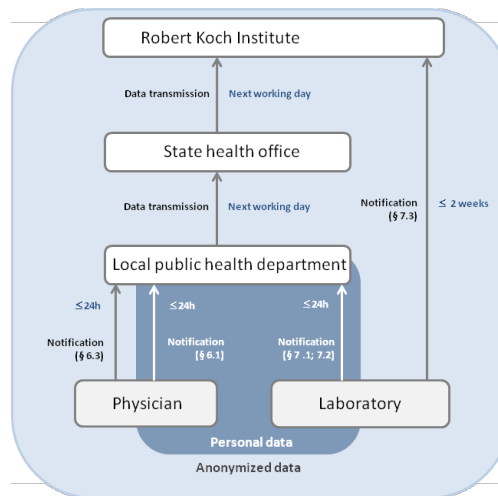 Robert Koch Institute
Data transmission
Next working day
State health office
Data transmission
Next working day
Notification
(§ 7.3)
≤ 2 weeks
Local public health department
≤24h
≤24h
≤24h
Notification
(§ 6.3)
Notification
(§ 6.1)
Notification
(§ 7 .1; 7.2)
Physician
Laboratory
Personal data
Anonymized data